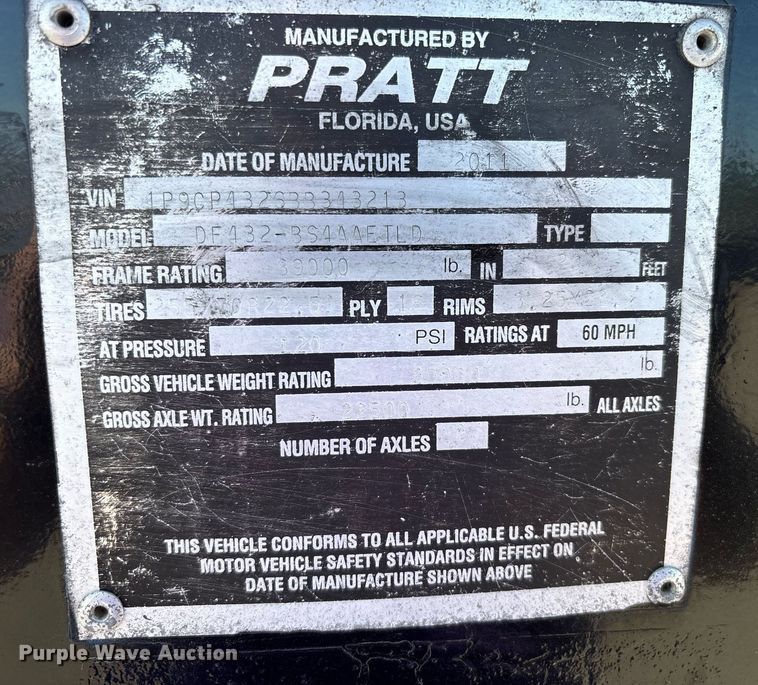 MANUFACTURED BY
PRATT
FLORIDA, USA
DATE OF MANUFACTURE 2011
VIN
MODEL TYPE
FRAME RATING 39000 lb. IN FEET
TIRES PLY RIMS
AT PRESSURE 120 PSI RATINGS AT 60 MPH
GROSS VEHICLE WEIGHT RATING lb.
GROSS AXLE WT. RATING lb. ALL AXLES
NUMBER OF AXLES
THIS VEHICLE CONFORMS TO ALL APPLICABLE U.S. FEDERAL
MOTOR VEHICLE SAFETY STANDARDS IN EFFECT ON
DATE OF MANUFACTURE SHOWN ABOVE
Purple Wave Auction